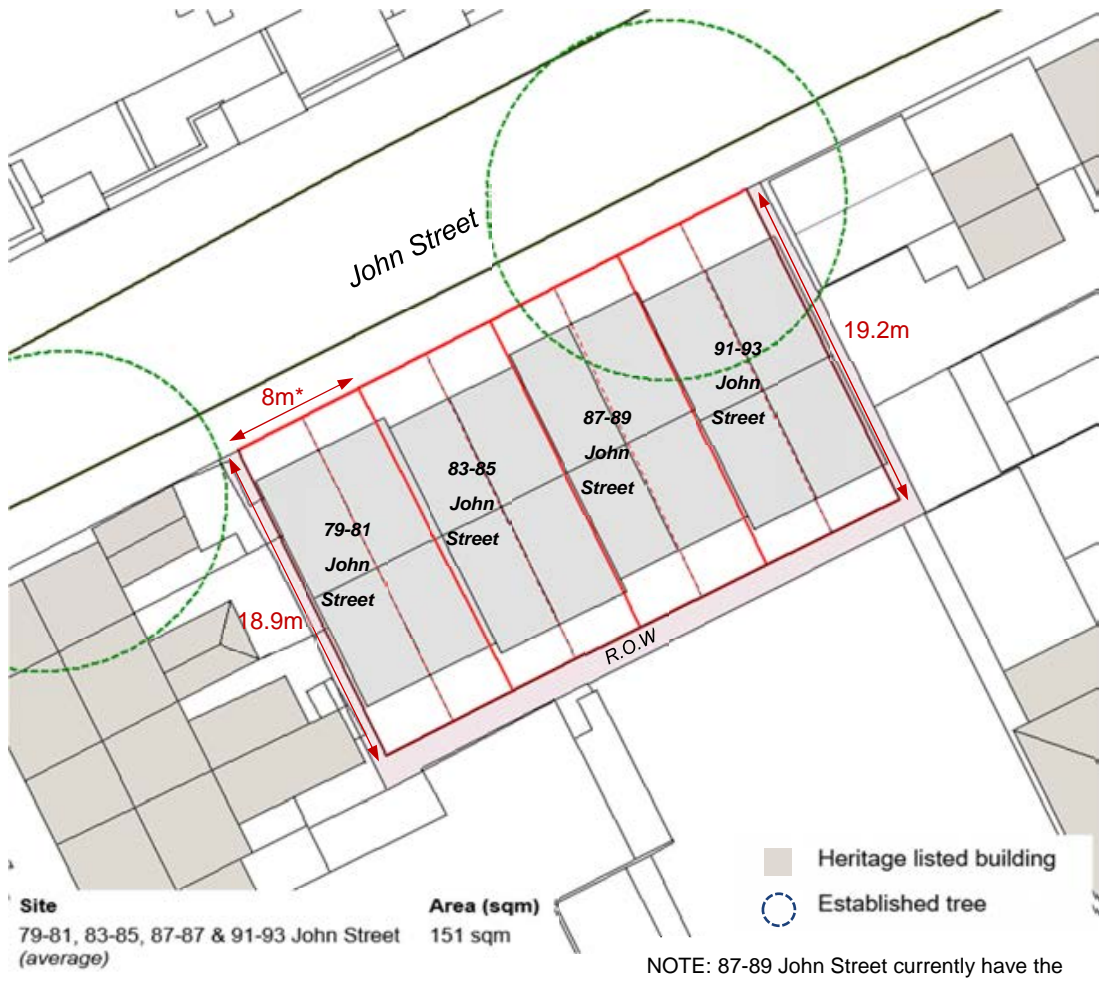 John Street
8m*
19.2m
91-93
John
Street
87-89
John
Street
83-85
John
Street
79-81
John
Street
18.9m
R.O.W
Heritage listed building
Established tree
Site
Area (sqm)
79-81, 83-85, 87-87 & 91-93 John Street
151 sqm
(average)
NOTE: 87-89 John Street currently have the